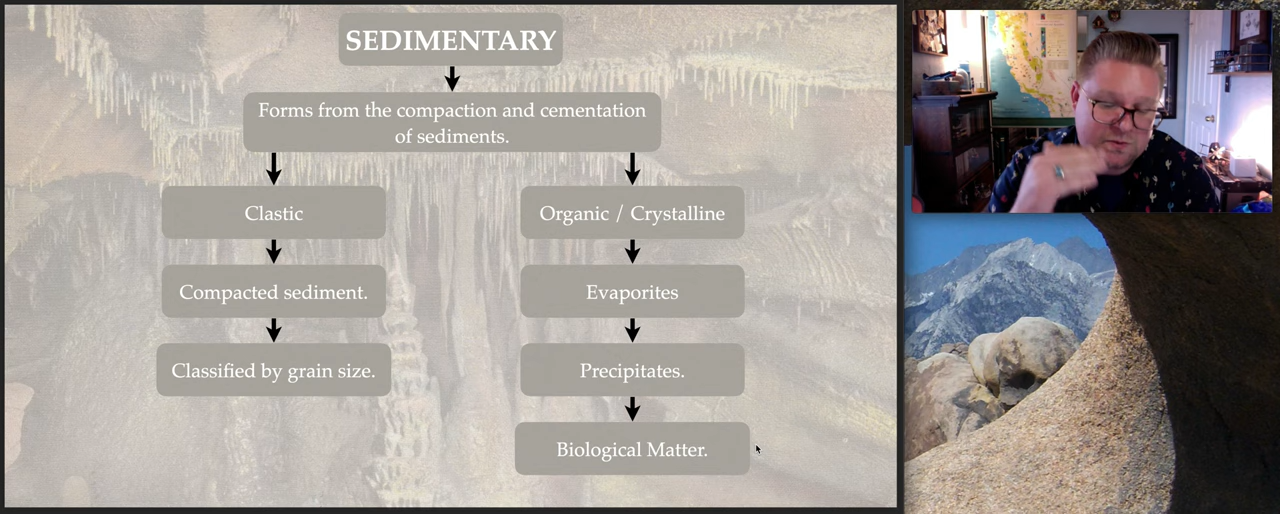 SEDIMENTARY
Forms from the compaction and cementation
of sediments.
Clastic
Organic / Crystalline
Compacted sediment.
Evaporites
Classified by grain size.
Precipitates.
Biological Matter.